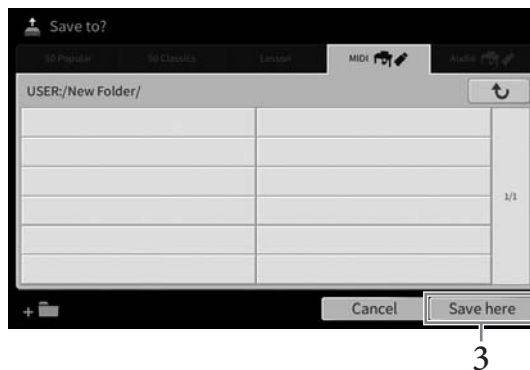 Save to?
50 Popular 50 Classics Lesson MIDI Audio
USER:/New Folder/
1/1
+ Cancel Save here
3